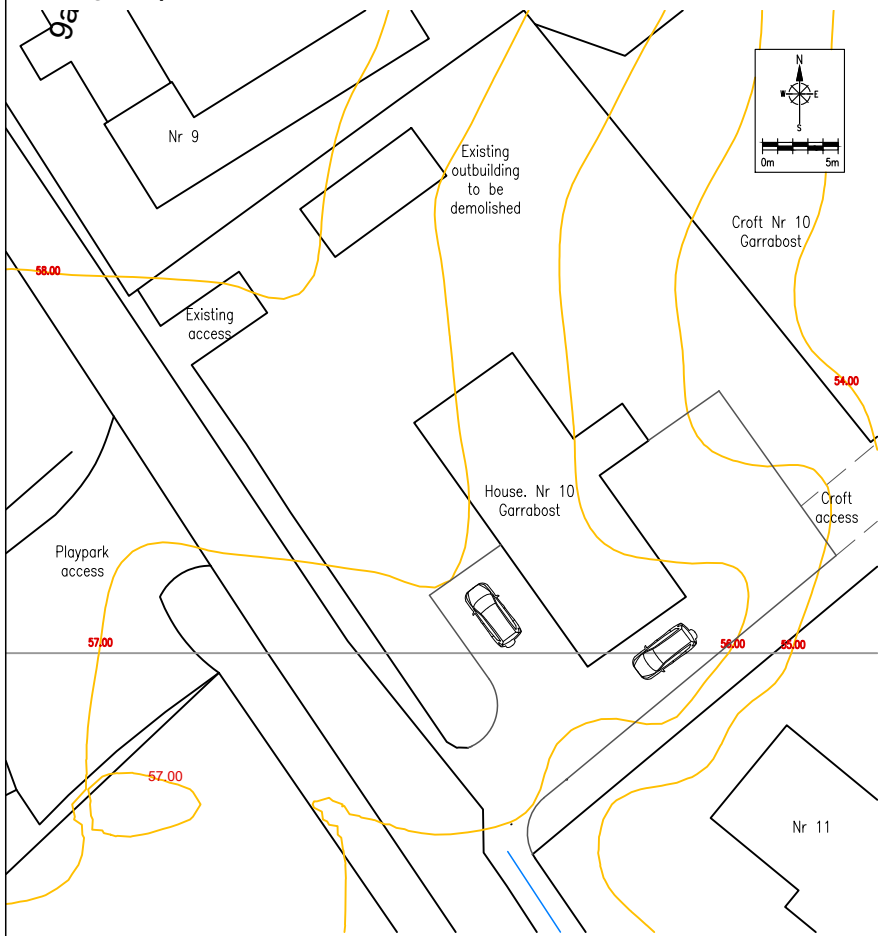 9a
Nr 9
Existing
outbuilding
to be
demolished
N
W
E
S
0m 5m
Croft Nr 10
Garrabost
58.00
Existing
access
54.00
House. Nr 10
Garrabost
Croft
access
Playpark
access
57.00
56.00
55.00
57.00
Nr 11